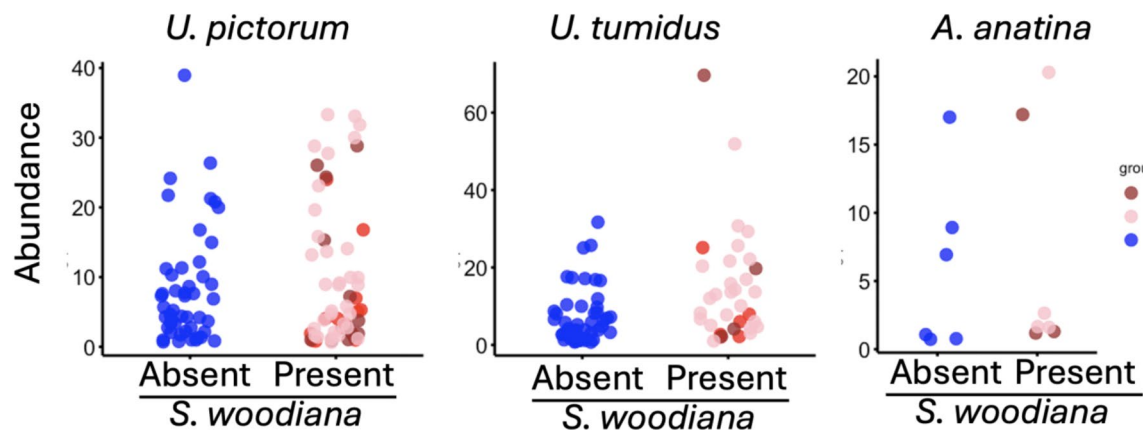 U. pictorum
U. tumidus
A. anatina
Abundance
40
30
20
10
0
60
40
20
0
20
15
10
5
0
grou
Absent Present
Absent Present
Absent Present
S. woodiana
S. woodiana
S. woodiana